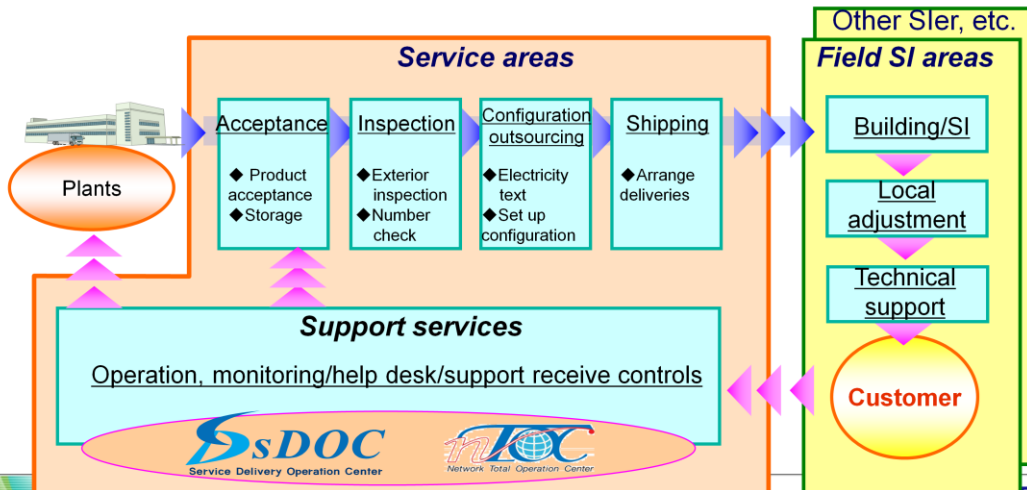 Other SIer, etc.
Service areas
Field SI areas
Plants
Acceptance
◆ Product
acceptance
◆ Storage
Inspection
◆ Exterior
inspection
◆ Number
check
Configuration
outsourcing
◆ Electricity
text
◆ Set up
configuration
Shipping
◆ Arrange
deliveries
Building/SI
Local
adjustment
Technical
support
Customer
Support services
Operation, monitoring/help desk/support receive controls
SsDOC
Service Delivery Operation Center
nTOC
Network Total Operation Center